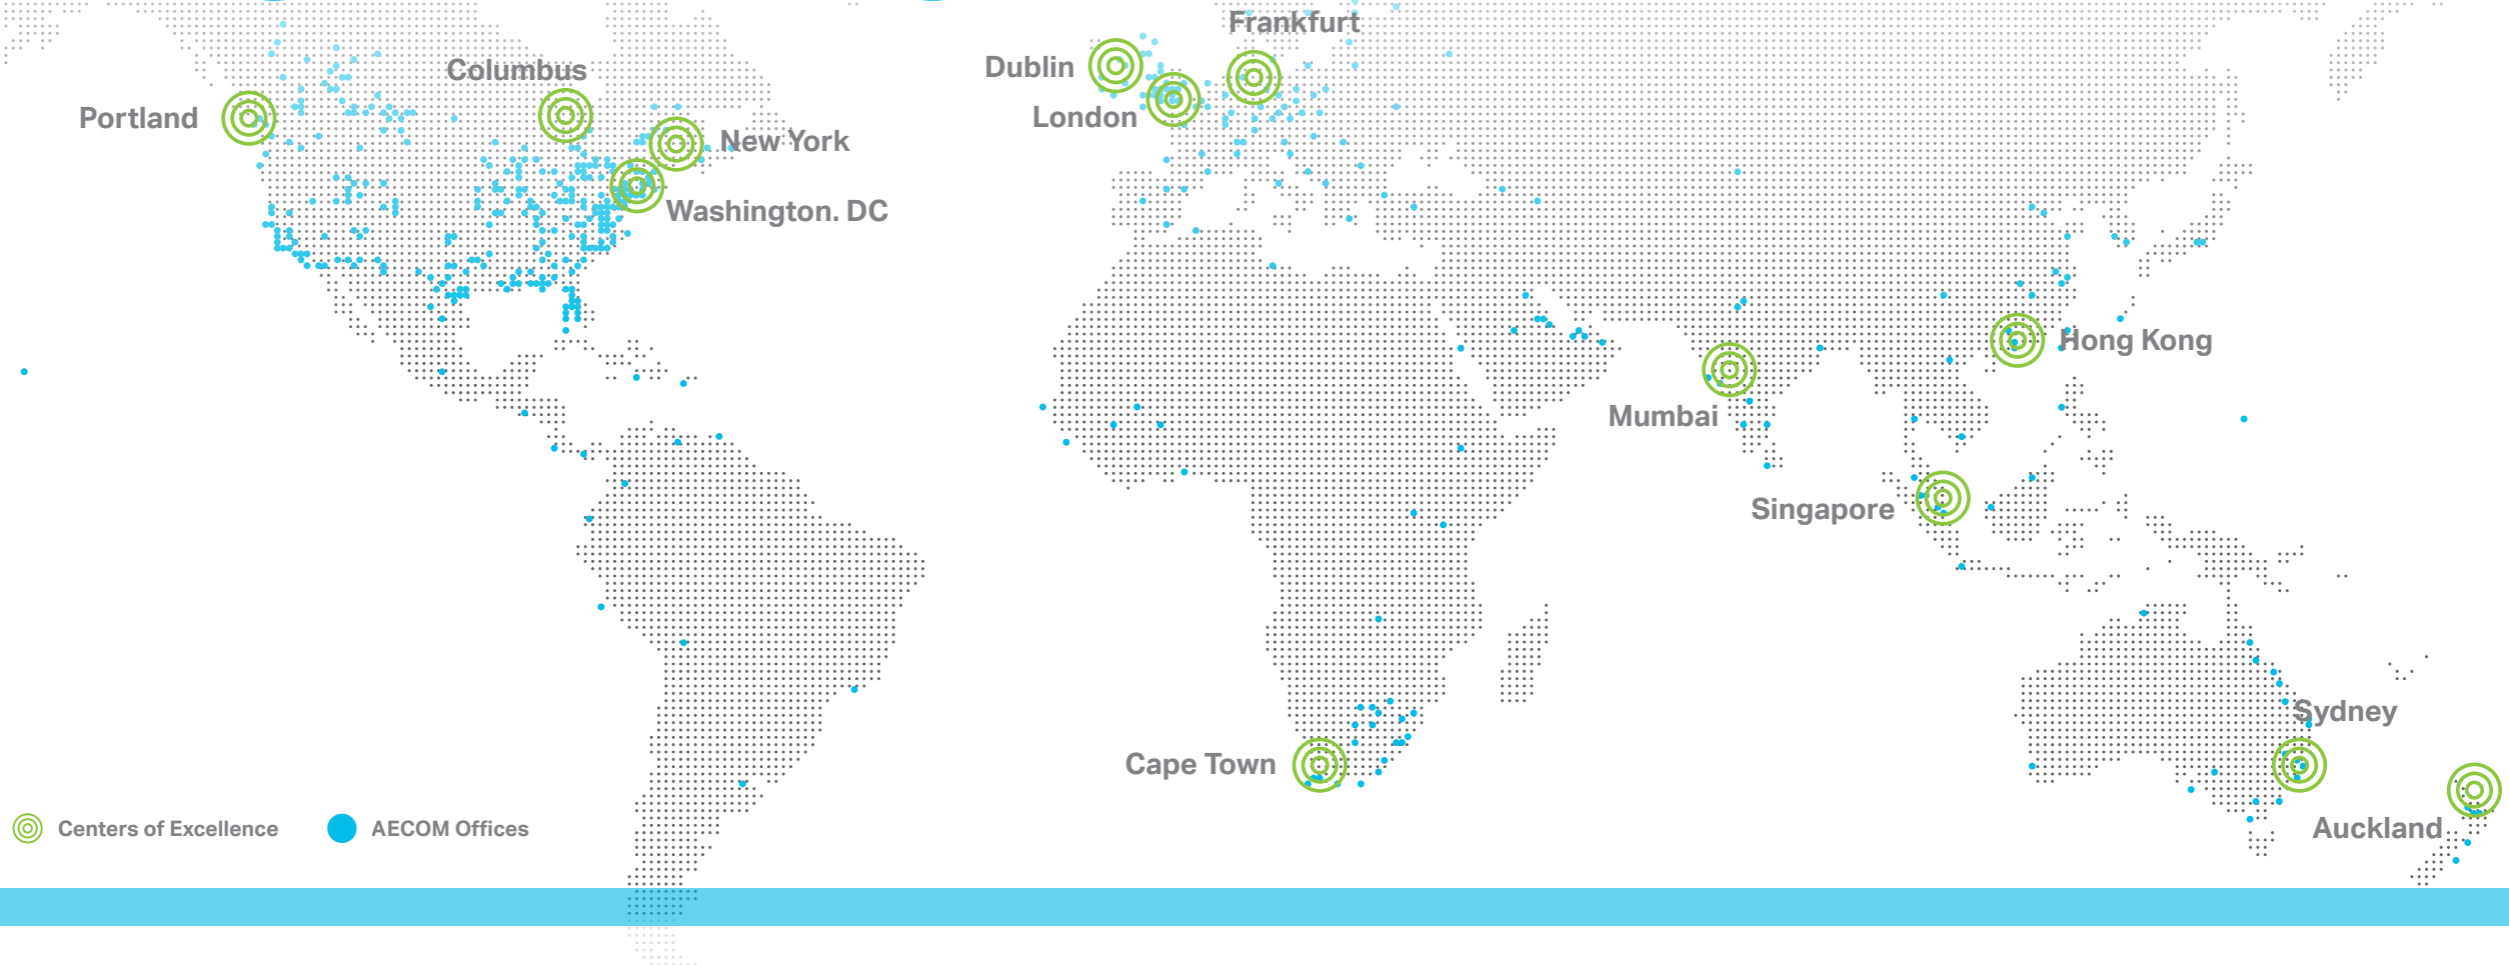 Frankfurt
Dublin
Columbus
Portland
London
New York
Washington. DC
Hong Kong
Mumbai
Singapore
Sydney
Cape Town
Auckland
Centers of Excellence
AECOM Offices